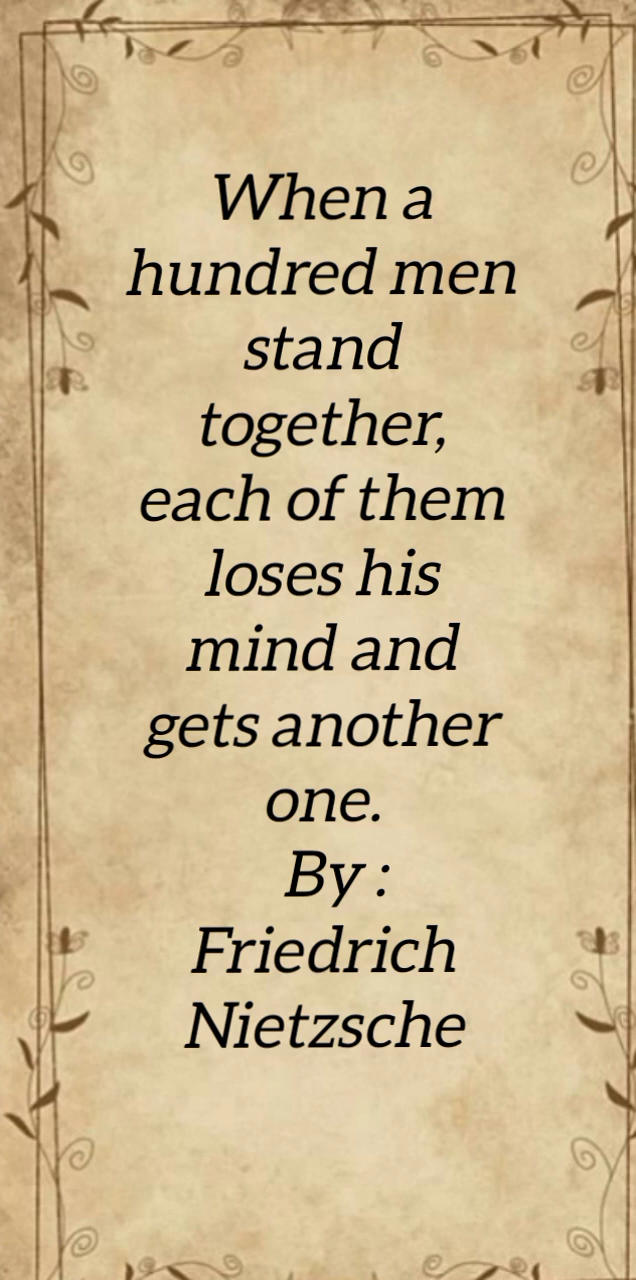 When a
hundred men
stand
together,
each of them
loses his
mind and
gets another
one.
By :
Friedrich
Nietzsche